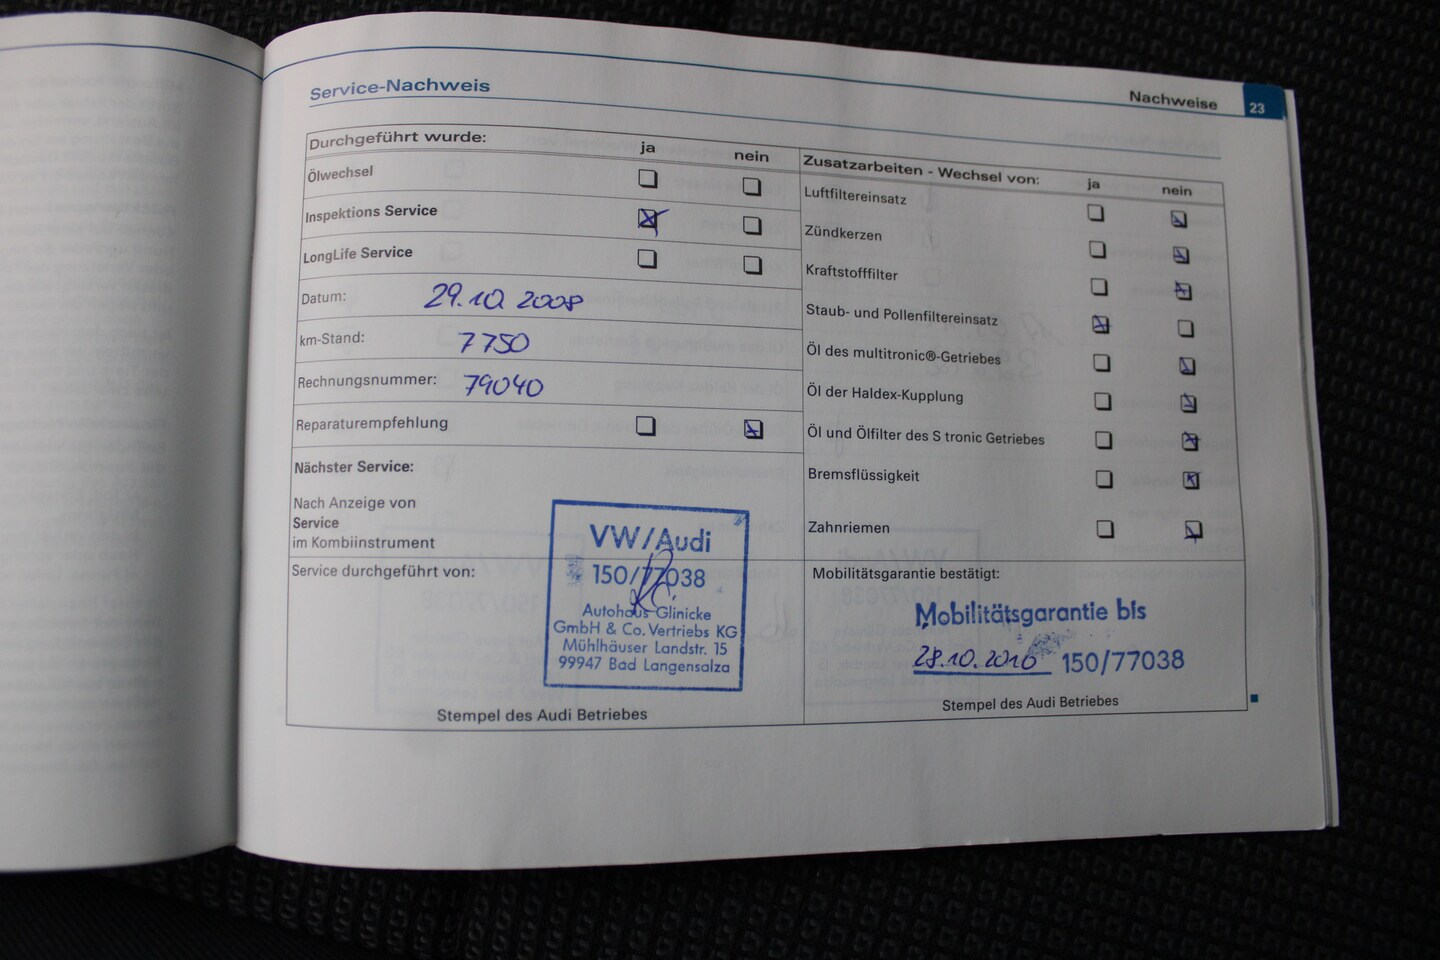 Service-Nachweis
Nachweise 23
Durchgeführt wurde: ja nein
Ölwechsel
Inspektions Service
LongLife Service
Datum: 29.10.2008
km-Stand: 7750
Rechnungsnummer: 79040
Reparaturempfehlung
Nächster Service:
Nach Anzeige von
Service
im Kombiinstrument
Zusatzarbeiten - Wechsel von: ja nein
Luftfiltereinsatz
Zündkerzen
Kraftstofffilter
Staub- und Pollenfiltereinsatz
Öl des multitronic®-Getriebes
Öl der Haldex-Kupplung
Öl und Ölfilter des S tronic Getriebes
Bremsflüssigkeit
Zahnriemen
Service durchgeführt von:
VW/Audi
150/77038
Autohaus Glinicke
GmbH & Co. Vertriebs KG
Mühlhäuser Landstr. 15
99947 Bad Langensalza
Stempel des Audi Betriebes
Mobilitätsgarantie bestätigt:
Mobilitätsgarantie bis
28.10.2010 150/77038
Stempel des Audi Betriebes